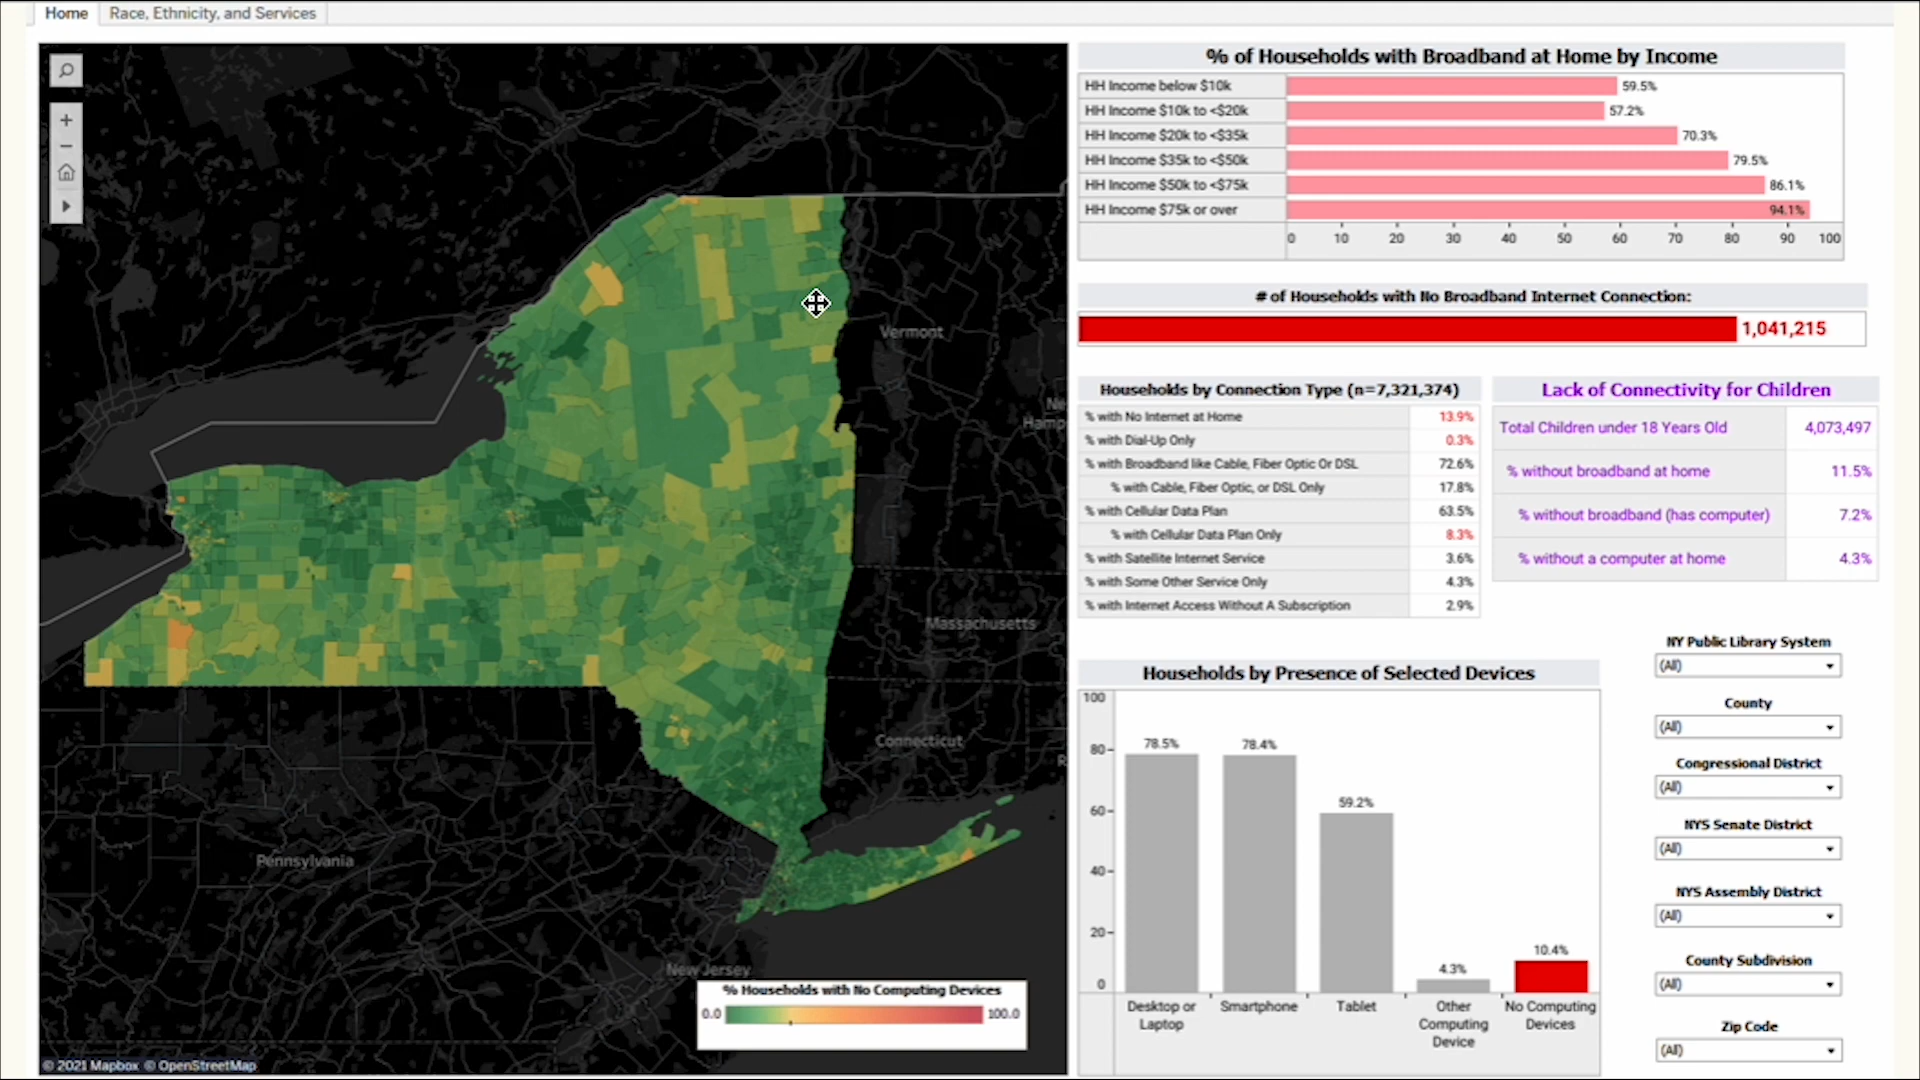 Home
Race, Ethnicity, and Services
% of Households with Broadband at Home by Income
HH Income below $10k 59.5%
HH Income $10k to <$20k 57.2%
HH Income $20k to <$35k 70.3%
HH Income $35k to <$50k 79.5%
HH Income $50k to <$75k 86.1%
HH Income $75k or over 94.1%
0 10 20 30 40 50 60 70 80 90 100
# of Households with No Broadband Internet Connection:
1,041,215
Households by Connection Type (n=7,321,374)
% with No Internet at Home 13.9%
% with Dial-Up Only 0.3%
% with Broadband like Cable, Fiber Optic Or DSL 72.6%
% with Cable, Fiber Optic, or DSL Only 17.8%
% with Cellular Data Plan 63.5%
% with Cellular Data Plan Only 8.3%
% with Satellite Internet Service 3.6%
% with Some Other Service Only 4.3%
% with Internet Access Without A Subscription 2.9%
Lack of Connectivity for Children
Total Children under 18 Years Old 4,073,497
% without broadband at home 11.5%
% without broadband (has computer) 7.2%
% without a computer at home 4.3%
Households by Presence of Selected Devices
100
80
60
40
20
0
78.5%
78.4%
59.2%
4.3%
10.4%
Desktop or
Laptop
Smartphone
Tablet
Other
Computing
Device
No Computing
Devices
NY Public Library System
(All)
County
(All)
Congressional District
(All)
NYS Senate District
(All)
NYS Assembly District
(All)
County Subdivision
(All)
Zip Code
(All)
Vermont
Massachusetts
Connecticut
Pennsylvania
New Jersey
% Households with No Computing Devices
0.0 100.0
© 2021 Mapbox © OpenStreetMap